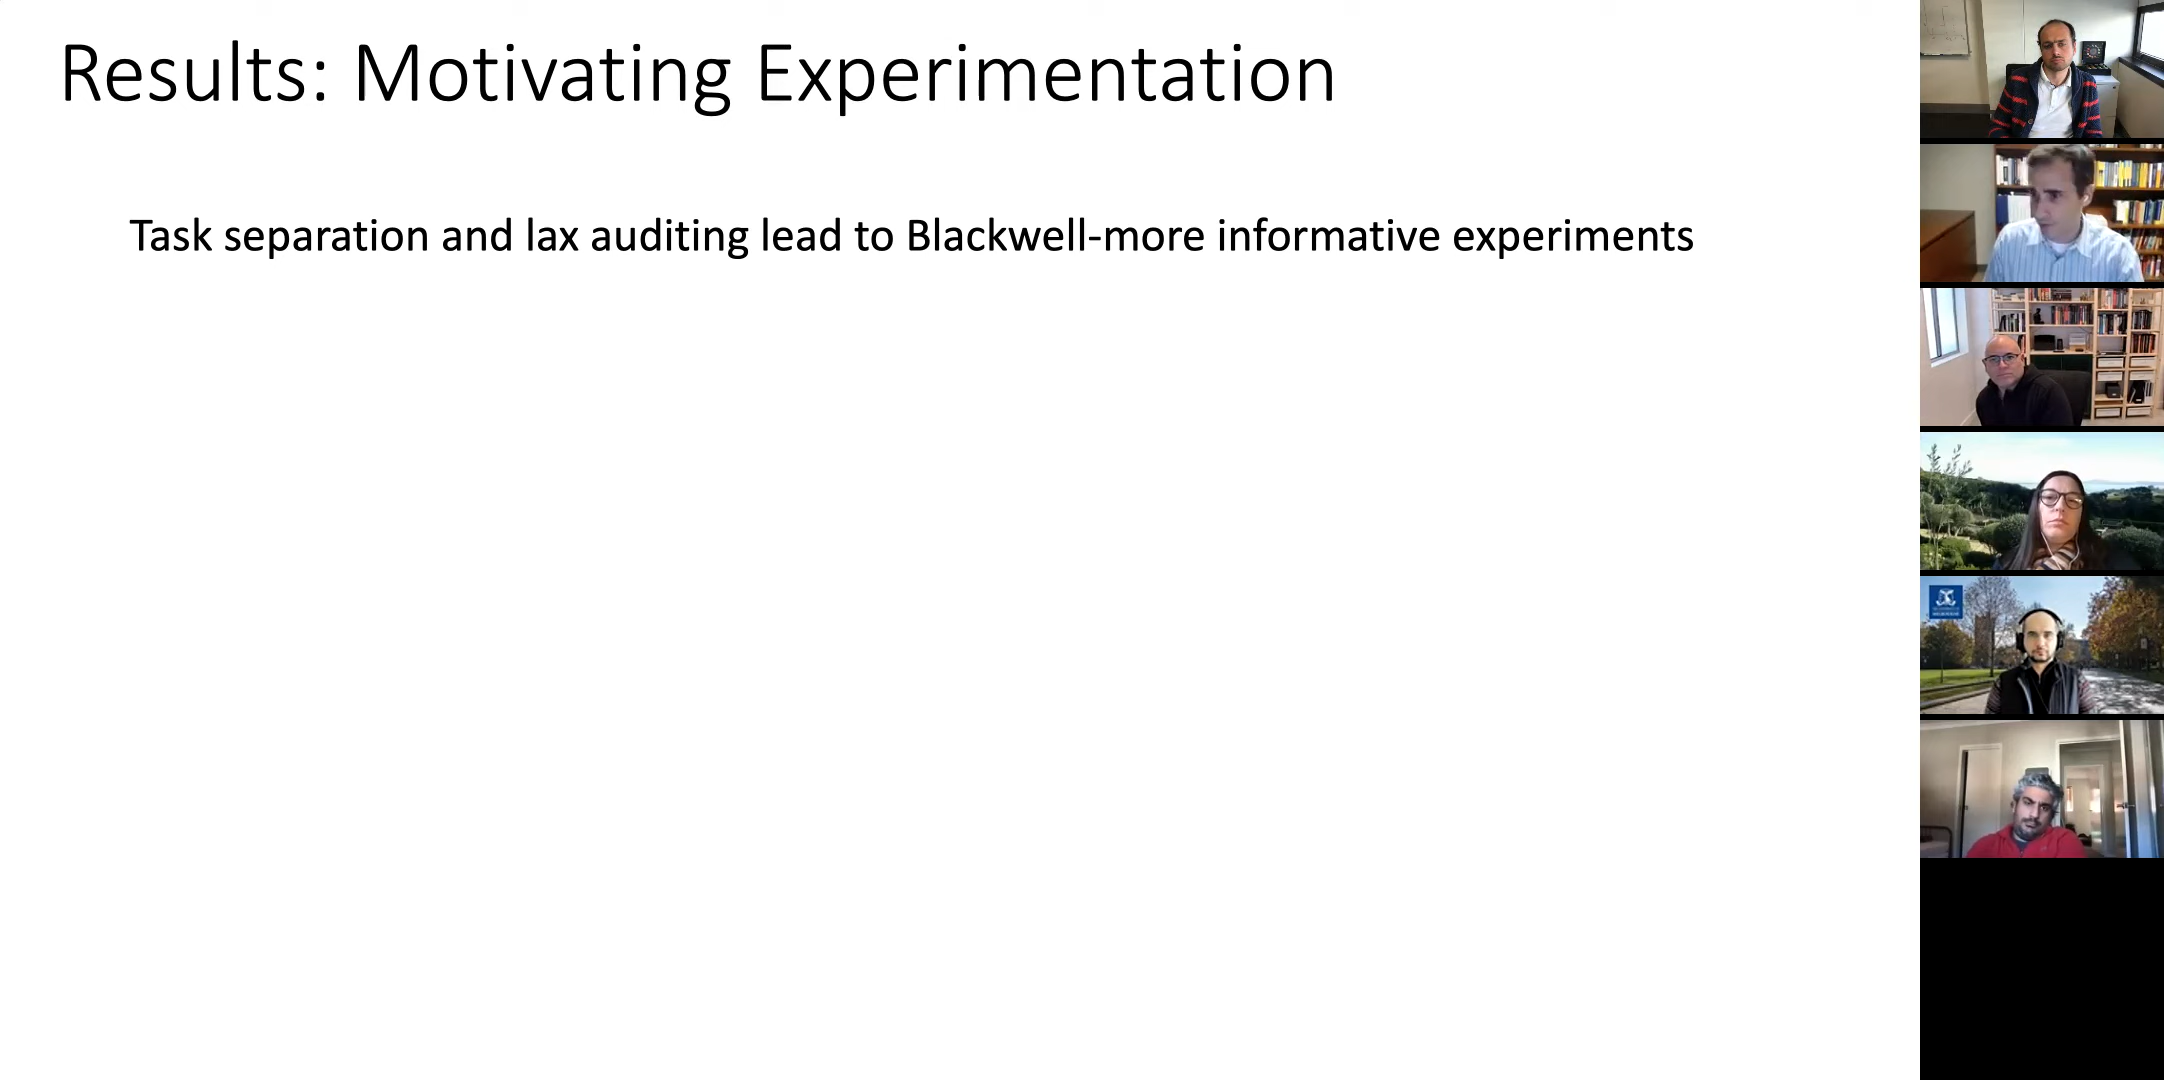 Results: Motivating Experimentation
Task separation and lax auditing lead to Blackwell-more informative experiments